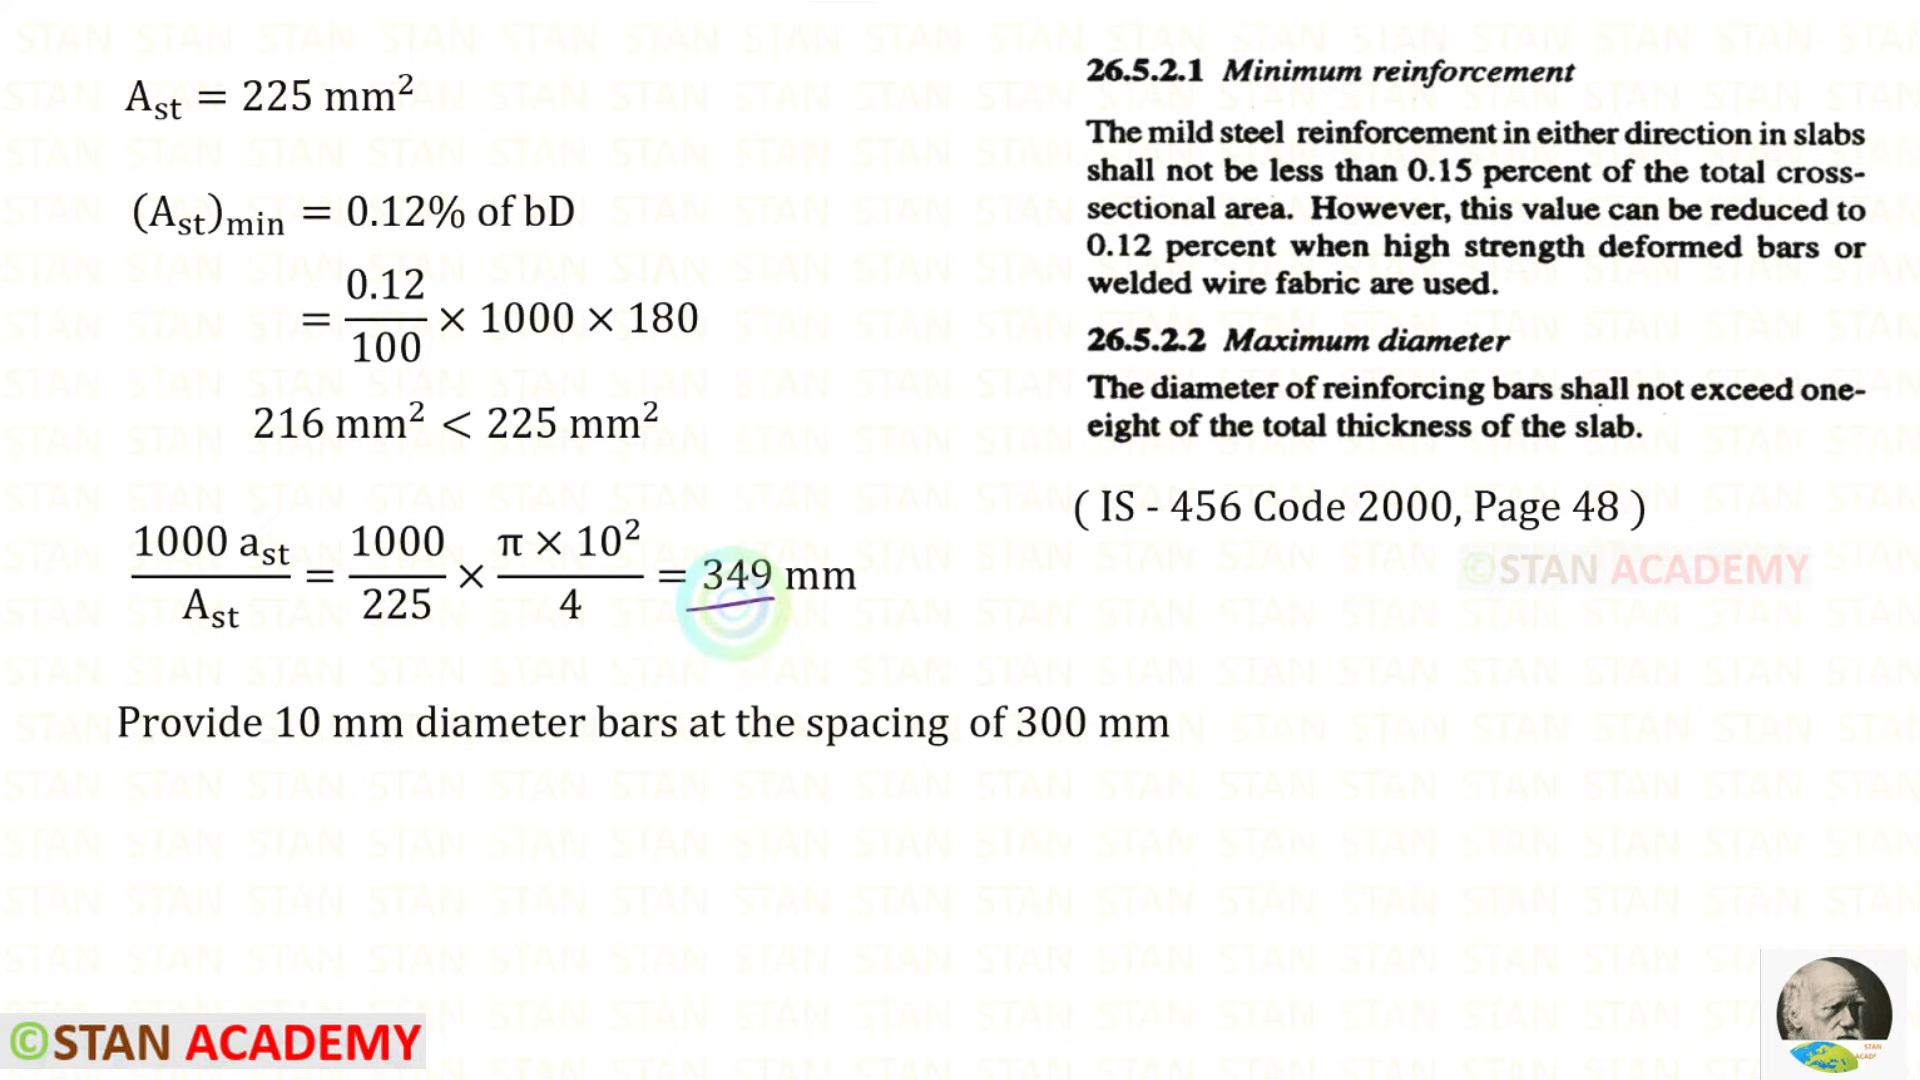 A_st = 225 mm²
(A_st)_min = 0.12% of bD
= 0.12/100 × 1000 × 180
216 mm² < 225 mm²
1000 a_st / A_st = 1000/225 × π × 10²/4 = 349 mm
Provide 10 mm diameter bars at the spacing of 300 mm
26.5.2.1 Minimum reinforcement
The mild steel reinforcement in either direction in slabs
shall not be less than 0.15 percent of the total cross-
sectional area. However, this value can be reduced to
0.12 percent when high strength deformed bars or
welded wire fabric are used.
26.5.2.2 Maximum diameter
The diameter of reinforcing bars shall not exceed one-
eight of the total thickness of the slab.
( IS - 456 Code 2000, Page 48 )
©STAN ACADEMY
©STAN ACADEMY
STAN